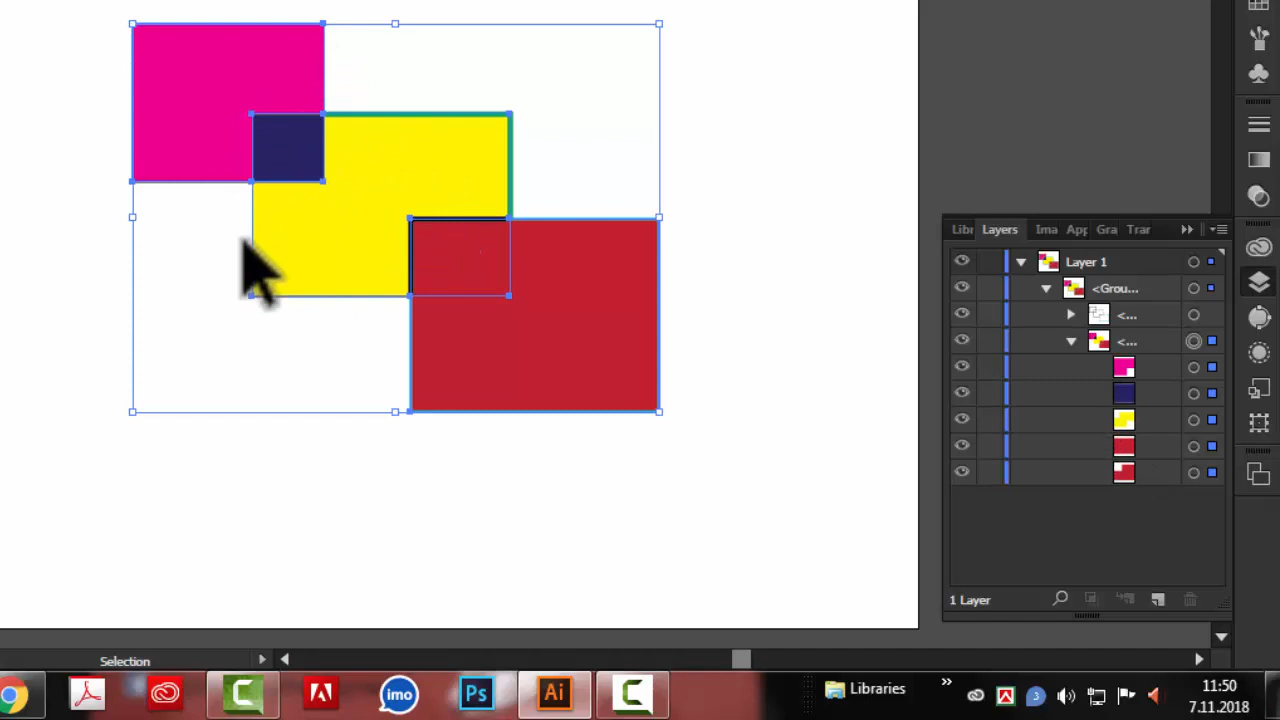 Libr
Layers
Ima
App
Gra
Trar
Layer 1
<Grou...
<...
<...
1 Layer
Selection
imo
Ps
Ai
Libraries
»
3
11:50
7.11.2018